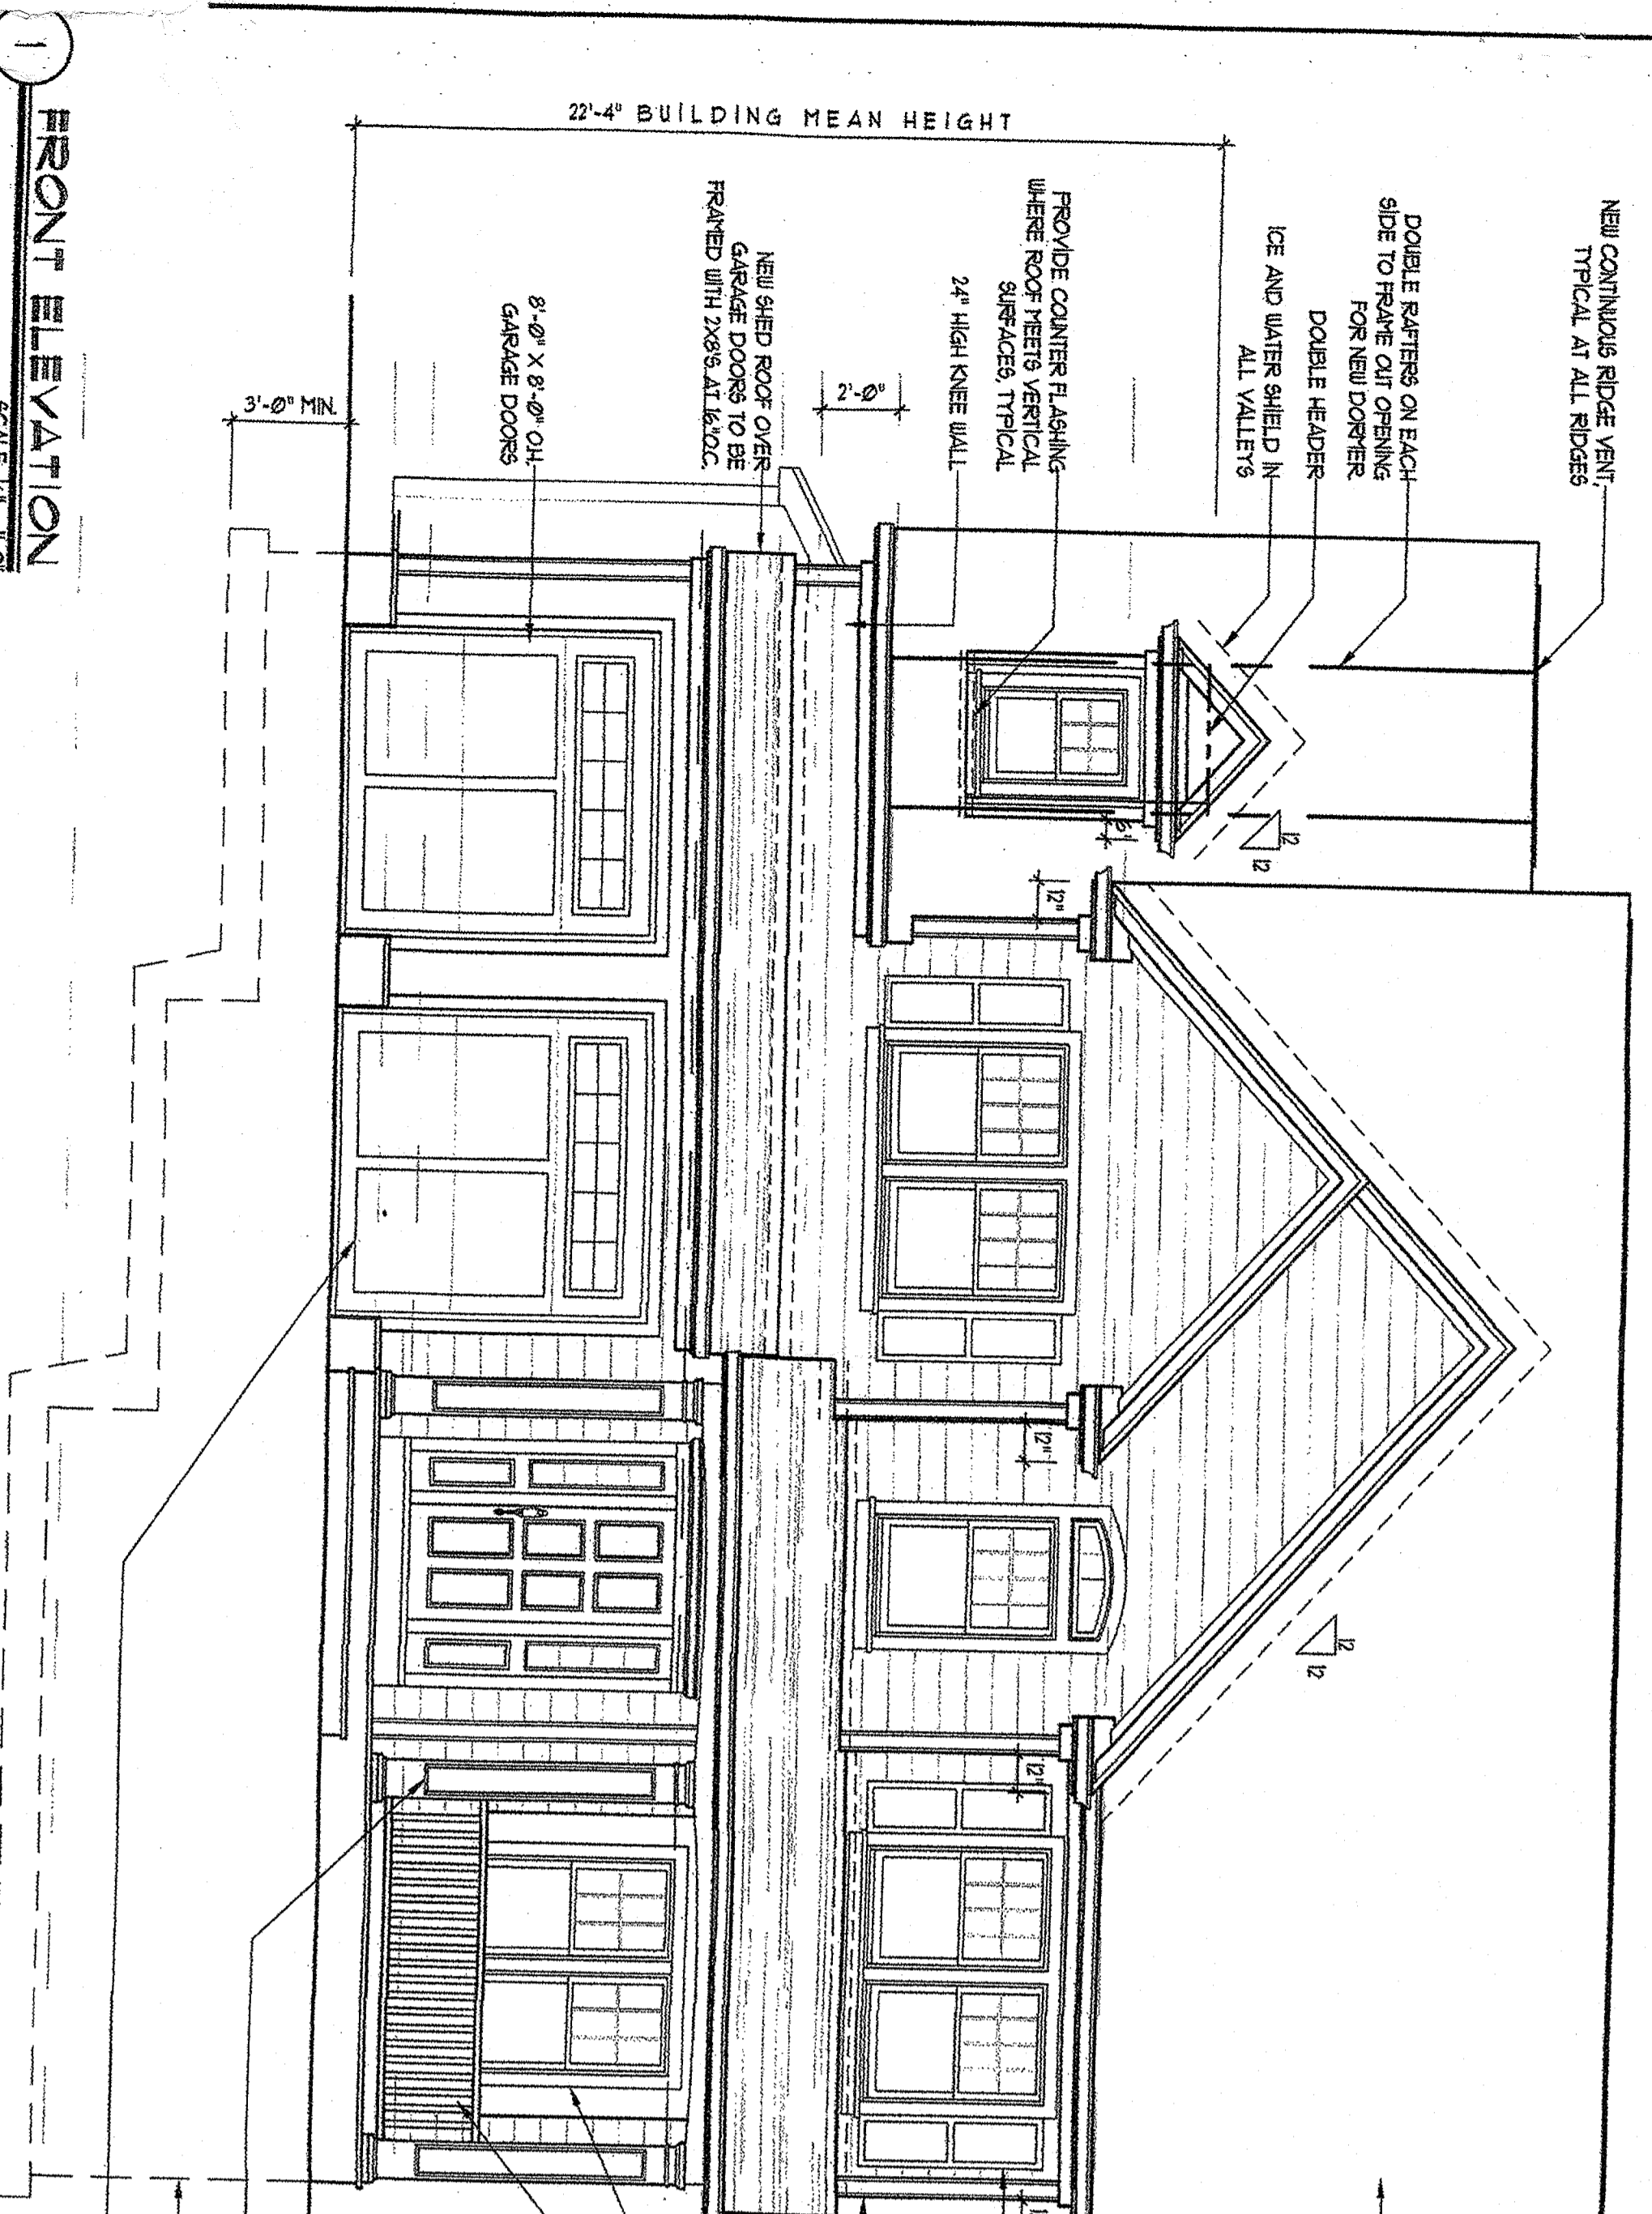 NEW CONTINUOUS RIDGE VENT,
TYPICAL AT ALL RIDGES
DOUBLE RAFTERS ON EACH
SIDE TO FRAME OUT OPENING
FOR NEW DORMER
DOUBLE HEADER
ICE AND WATER SHIELD IN
ALL VALLEYS
22'-4" BUILDING MEAN HEIGHT
PROVIDE COUNTER FLASHING
WHERE ROOF MEETS VERTICAL
SURFACES, TYPICAL
24" HIGH KNEE WALL
2'-0"
NEW SHED ROOF OVER
GARAGE DOORS TO BE
FRAMED WITH 2X8'S AT 16"O.C.
8'-0" X 8'-0" O.H.
GARAGE DOORS
3'-0" MIN.
12
12
6"
12"
12"
12
12
12"
1
FRONT ELEVATION